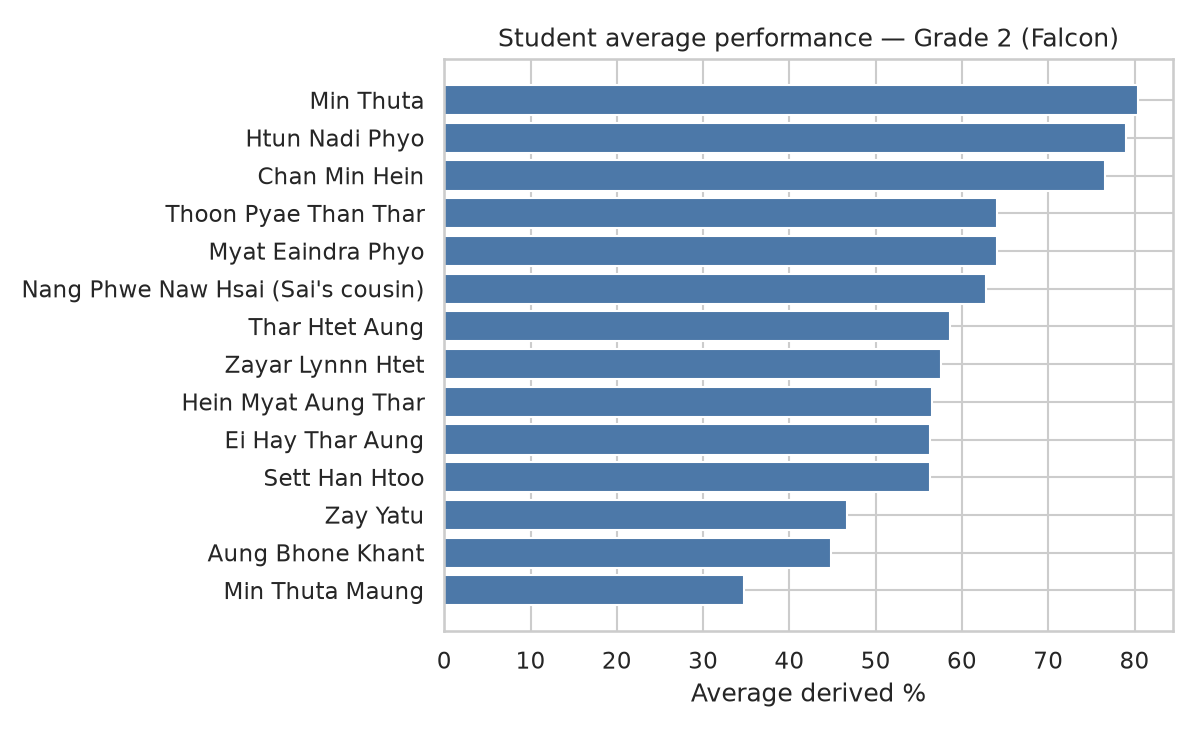 Student average performance — Grade 2 (Falcon)
Min Thuta
Htun Nadi Phyo
Chan Min Hein
Thoon Pyae Than Thar
Myat Eaindra Phyo
Nang Phwe Naw Hsai (Sai's cousin)
Thar Htet Aung
Zayar Lynnn Htet
Hein Myat Aung Thar
Ei Hay Thar Aung
Sett Han Htoo
Zay Yatu
Aung Bhone Khant
Min Thuta Maung
0 10 20 30 40 50 60 70 80
Average derived %